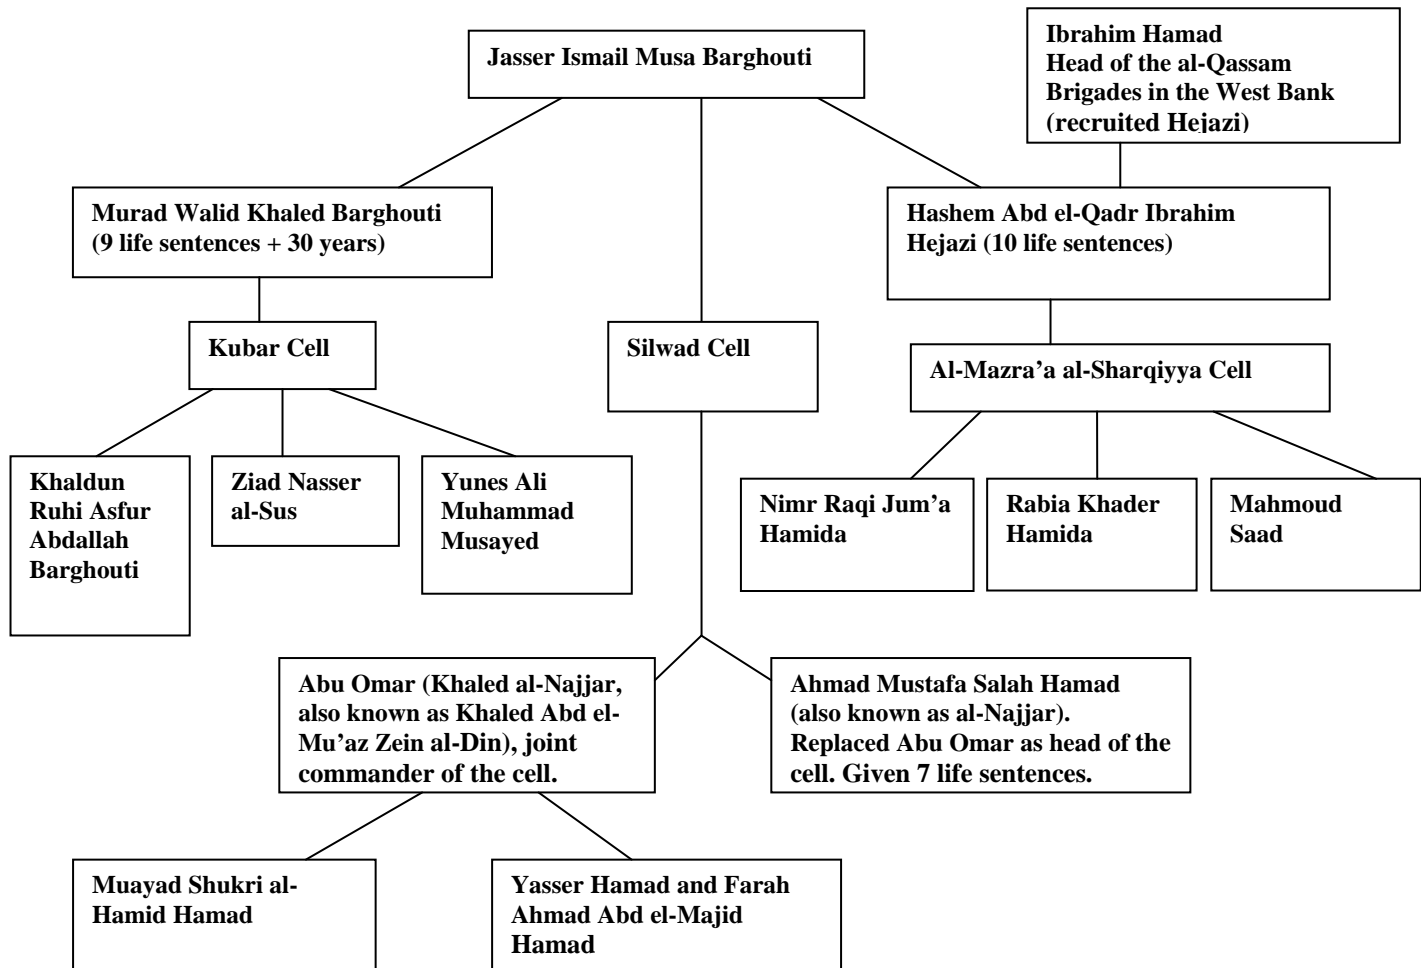 Jasser Ismail Musa Barghouti
Ibrahim Hamad
Head of the al-Qassam
Brigades in the West Bank
(recruited Hejazi)
Murad Walid Khaled Barghouti
(9 life sentences + 30 years)
Hashem Abd el-Qadr Ibrahim
Hejazi (10 life sentences)
Kubar Cell
Silwad Cell
Al-Mazra’a al-Sharqiyya Cell
Khaldun
Ruhi Asfur
Abdallah
Barghouti
Ziad Nasser
al-Sus
Yunes Ali
Muhammad
Musayed
Nimr Raqi Jum’a
Hamida
Rabia Khader
Hamida
Mahmoud
Saad
Abu Omar (Khaled al-Najjar,
also known as Khaled Abd el-
Mu’az Zein al-Din), joint
commander of the cell.
Ahmad Mustafa Salah Hamad
(also known as al-Najjar).
Replaced Abu Omar as head of the
cell. Given 7 life sentences.
Muayad Shukri al-
Hamid Hamad
Yasser Hamad and Farah
Ahmad Abd el-Majid
Hamad